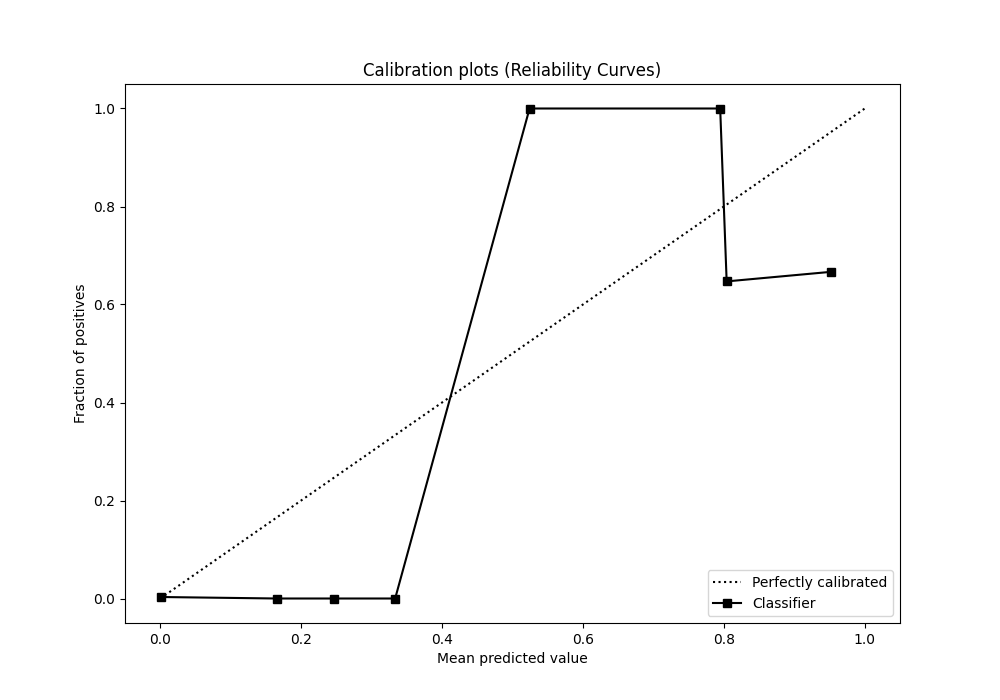 Calibration plots (Reliability Curves)
1.0
0.8
0.6
0.4
0.2
0.0
Fraction of positives
0.0 0.2 0.4 0.6 0.8 1.0
Mean predicted value
Perfectly calibrated
Classifier